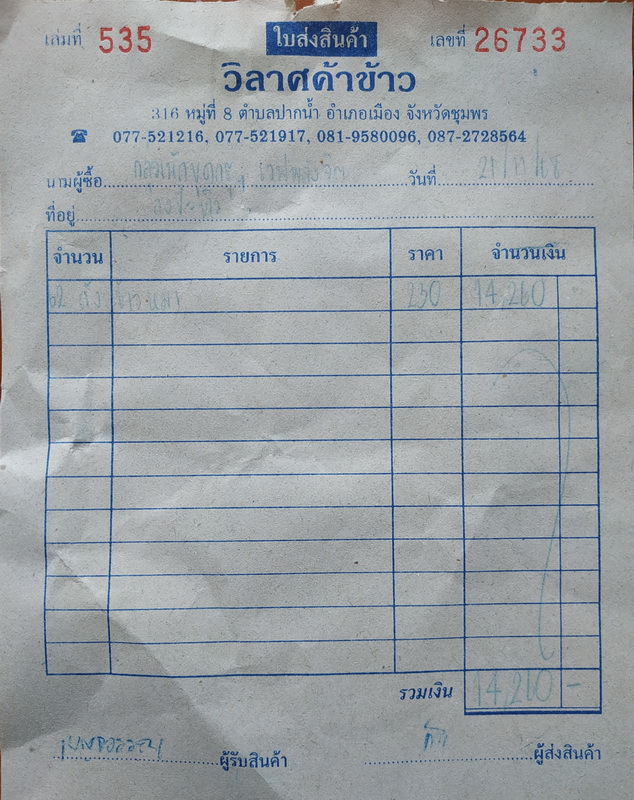 เล่มที่ 535 ใบส่งสินค้า เลขที่ 26733
วิลาศค้าข้าว
316 หมู่ที่ 8 ตำบลปากน้ำ อำเภอเมือง จังหวัดชุมพร
☎ 077-521216, 077-521917, 081-9580096, 087-2728564
นามผู้ซื้อ วันที่
ที่อยู่
จำนวน รายการ ราคา จำนวนเงิน
62 230 14,260
รวมเงิน 14,260 -
ผู้รับสินค้า ผู้ส่งสินค้า